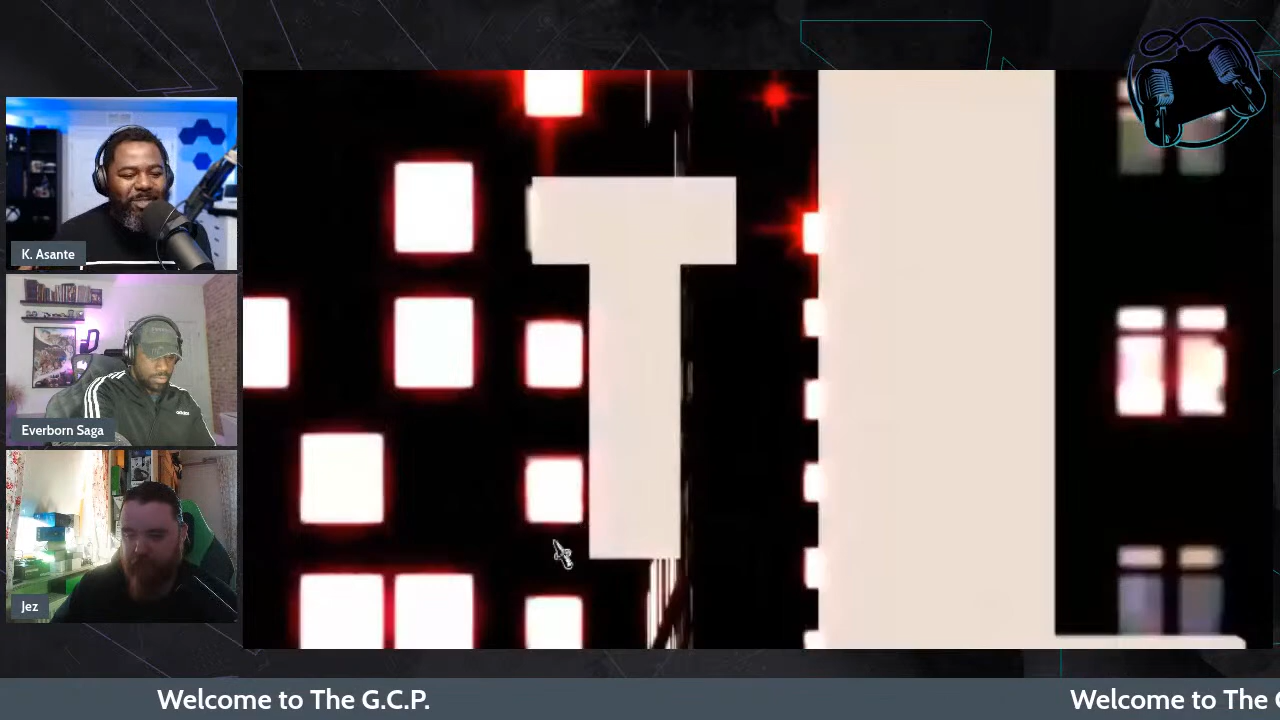 K. Asante
Everborn Saga
Jez
T
L
Welcome to The G.C.P.
Welcome to The